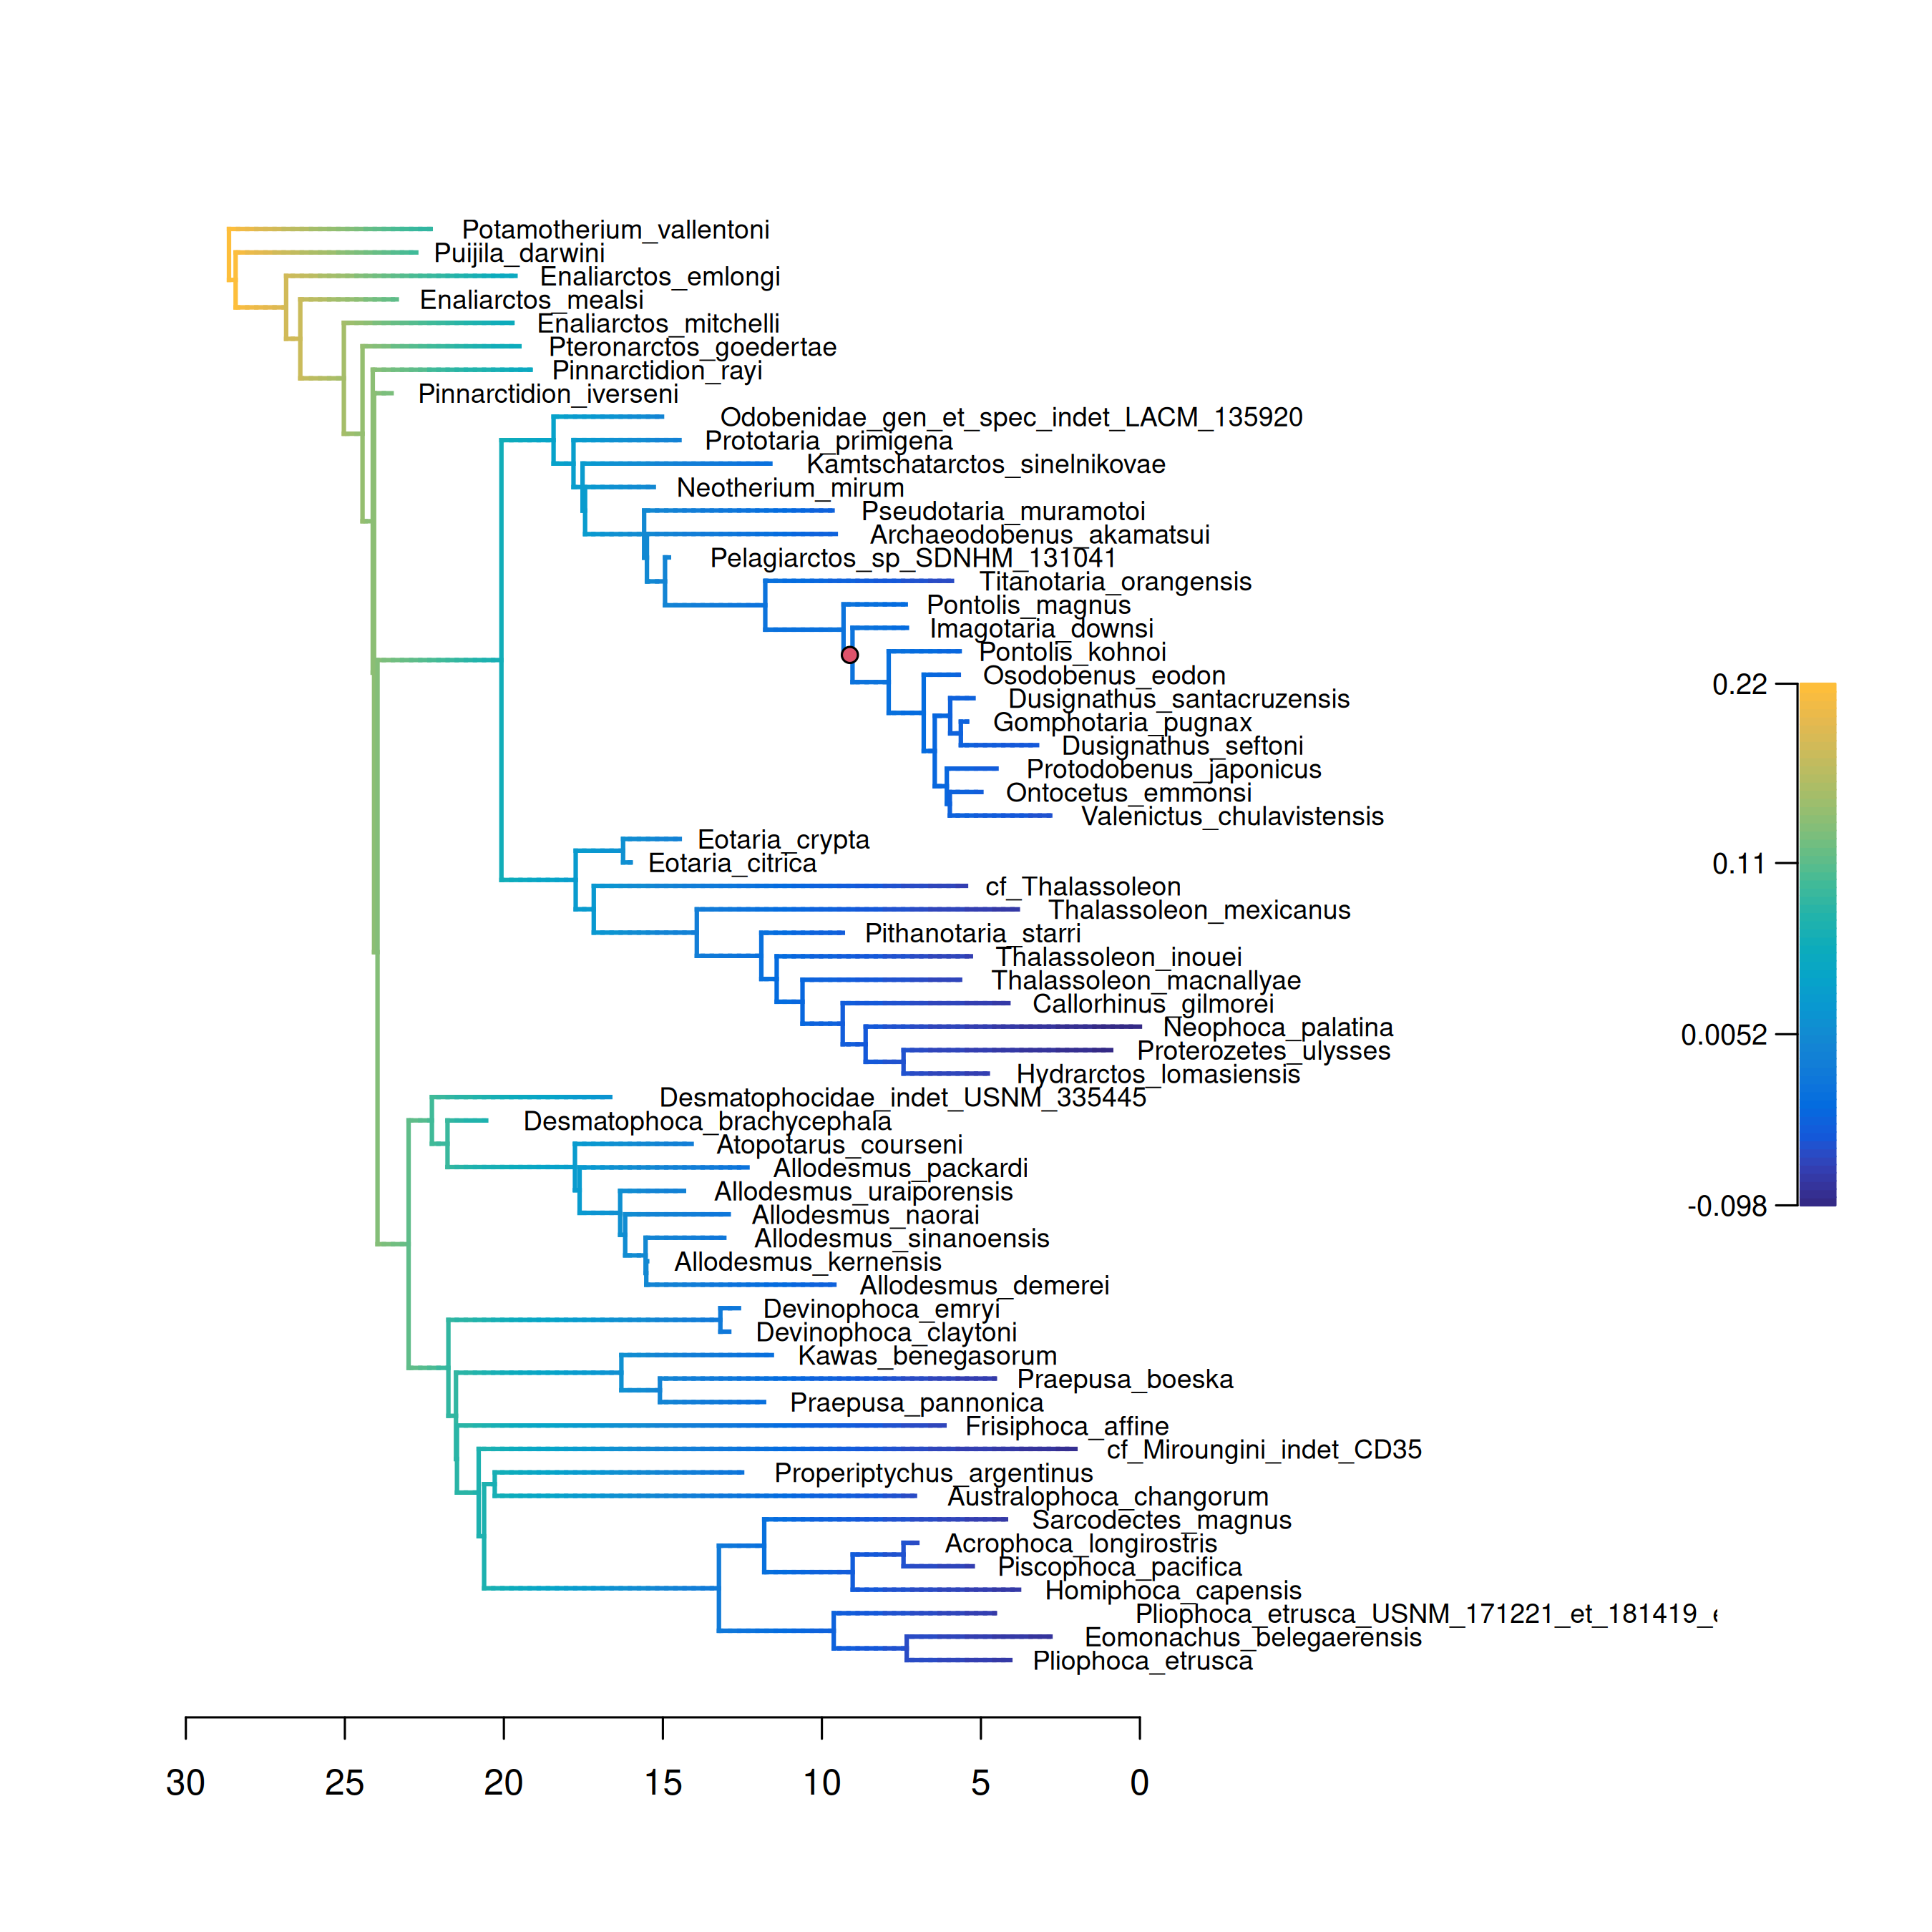 Potamotherium_vallentoni
Puijila_darwini
Enaliarctos_emlongi
Enaliarctos_mealsi
Enaliarctos_mitchelli
Pteronarctos_goedertae
Pinnarctidion_rayi
Pinnarctidion_iverseni
Odobenidae_gen_et_spec_indet_LACM_135920
Prototaria_primigena
Kamtschatarctos_sinelnikovae
Neotherium_mirum
Pseudotaria_muramotoi
Archaeodobenus_akamatsui
Pelagiarctos_sp_SDNHM_131041
Titanotaria_orangensis
Pontolis_magnus
Imagotaria_downsi
Pontolis_kohnoi
Osodobenus_eodon
Dusignathus_santacruzensis
Gomphotaria_pugnax
Dusignathus_seftoni
Protodobenus_japonicus
Ontocetus_emmonsi
Valenictus_chulavistensis
Eotaria_crypta
Eotaria_citrica
cf_Thalassoleon
Thalassoleon_mexicanus
Pithanotaria_starri
Thalassoleon_inouei
Thalassoleon_macnallyae
Callorhinus_gilmorei
Neophoca_palatina
Proterozetes_ulysses
Hydrarctos_lomasiensis
Desmatophocidae_indet_USNM_335445
Desmatophoca_brachycephala
Atopotarus_courseni
Allodesmus_packardi
Allodesmus_uraiporensis
Allodesmus_naorai
Allodesmus_sinanoensis
Allodesmus_kernensis
Allodesmus_demerei
Devinophoca_emryi
Devinophoca_claytoni
Kawas_benegasorum
Praepusa_boeska
Praepusa_pannonica
Frisiphoca_affine
cf_Miroungini_indet_CD35
Properiptychus_argentinus
Australophoca_changorum
Sarcodectes_magnus
Acrophoca_longirostris
Piscophoca_pacifica
Homiphoca_capensis
Pliophoca_etrusca_USNM_171221_et_181419_
Eomonachus_belegaerensis
Pliophoca_etrusca
30 25 20 15 10 5 0
0.22
0.11
0.0052
-0.098